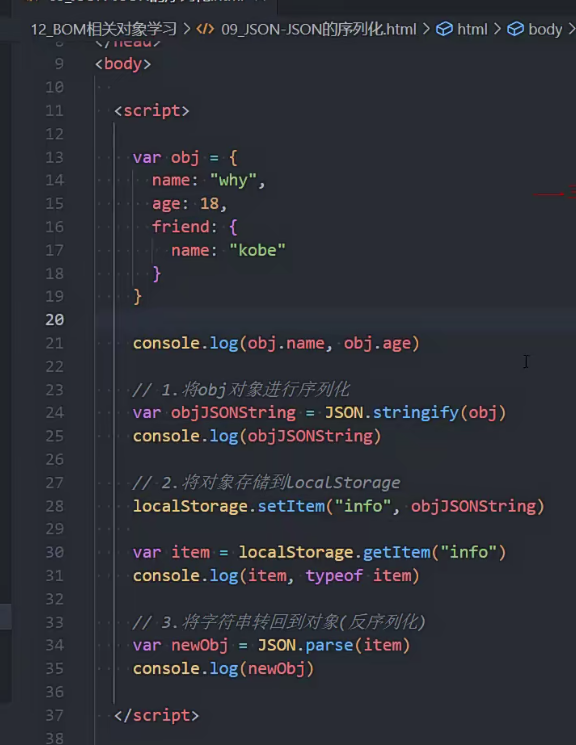 12_BOM相关对象学习 > 09_JSON-JSON的序列化.html > html > body >
8 </head>
9 <body>
10
11 <script>
12
13 var obj = {
14 name: "why",
15 age: 18,
16 friend: {
17 name: "kobe"
18 }
19 }
20
21 console.log(obj.name, obj.age)
22
23 // 1.将obj对象进行序列化
24 var objJSONString = JSON.stringify(obj)
25 console.log(objJSONString)
26
27 // 2.将对象存储到localStorage
28 localStorage.setItem("info", objJSONString)
29
30 var item = localStorage.getItem("info")
31 console.log(item, typeof item)
32
33 // 3.将字符串转回到对象(反序列化)
34 var newObj = JSON.parse(item)
35 console.log(newObj)
36
37 </script>
38